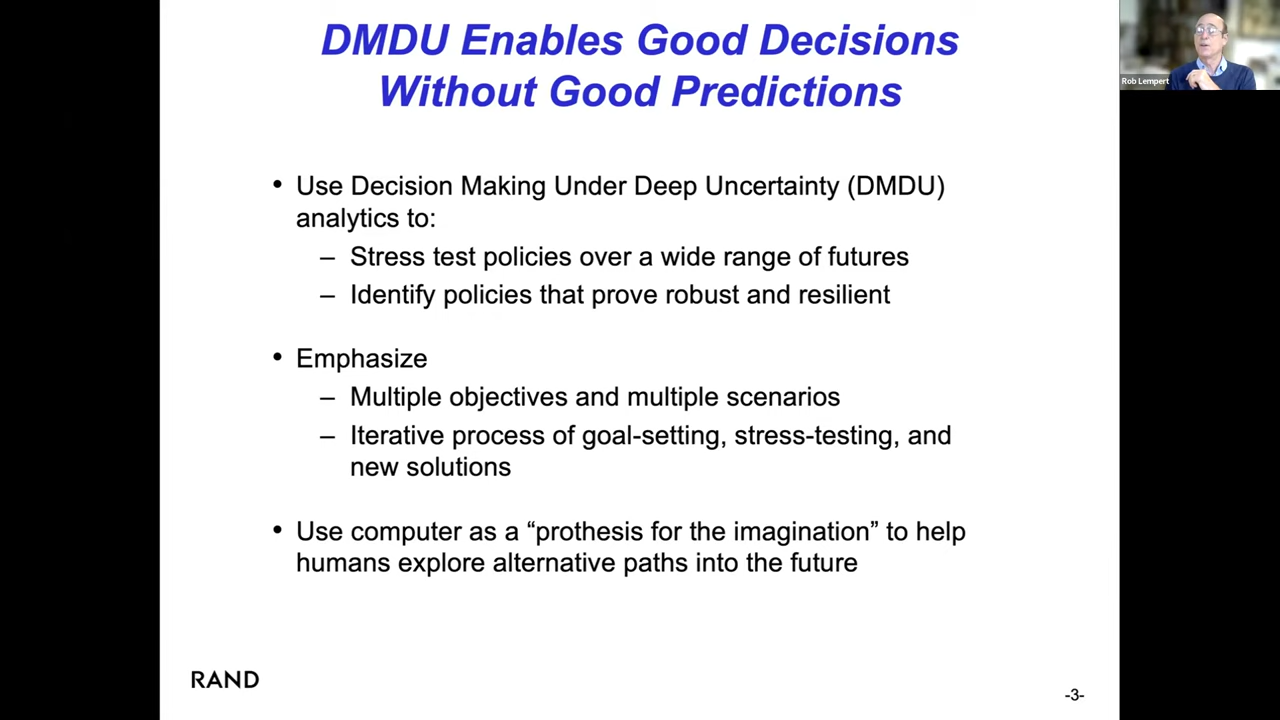 DMDU Enables Good Decisions
Without Good Predictions
• Use Decision Making Under Deep Uncertainty (DMDU)
analytics to:
– Stress test policies over a wide range of futures
– Identify policies that prove robust and resilient
• Emphasize
– Multiple objectives and multiple scenarios
– Iterative process of goal-setting, stress-testing, and
new solutions
• Use computer as a “prothesis for the imagination” to help
humans explore alternative paths into the future
RAND
-3-
Rob Lempert